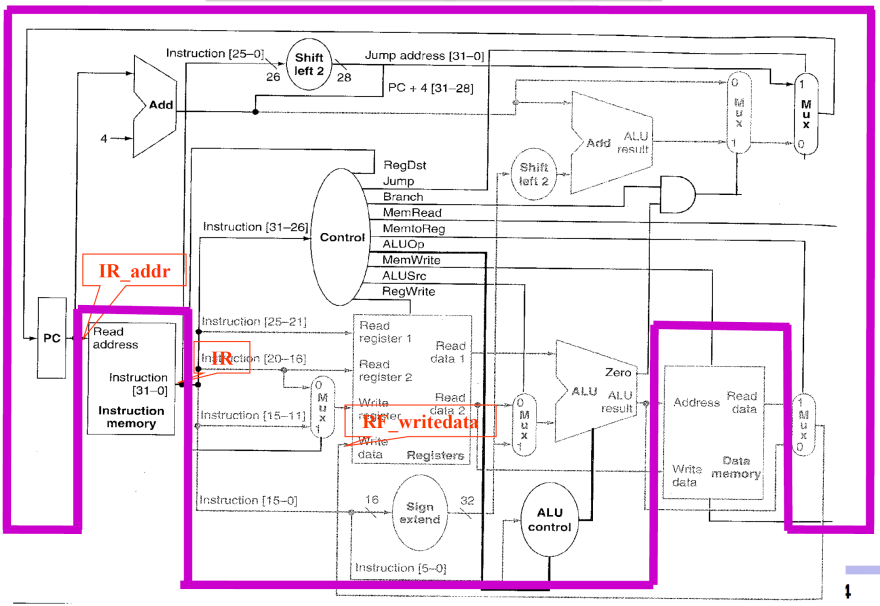 Instruction [25–0]
26
Shift
left 2
28
Jump address [31–0]
PC + 4 [31–28]
Add
4
0
M
u
x
1
1
M
u
x
0
Add
ALU
result
Shift
left 2
RegDst
Jump
Branch
MemRead
MemtoReg
ALUOp
MemWrite
ALUSrc
RegWrite
Instruction [31–26]
Control
IR_addr
PC
Read
address
Instruction
[31–0]
Instruction
memory
IR
Instruction [25–21]
Instruction [20–16]
Instruction [15–11]
Instruction [15–0]
0
M
u
x
1
Read
register 1
Read
register 2
Write
register
Write
data
Read
data 1
Read
data 2
Registers
RF_writedata
0
M
u
x
1
Zero
ALU
ALU
result
Address
Read
data
Write
data
Data
memory
1
M
u
x
0
16
Sign
extend
32
ALU
control
Instruction [5–0]
4